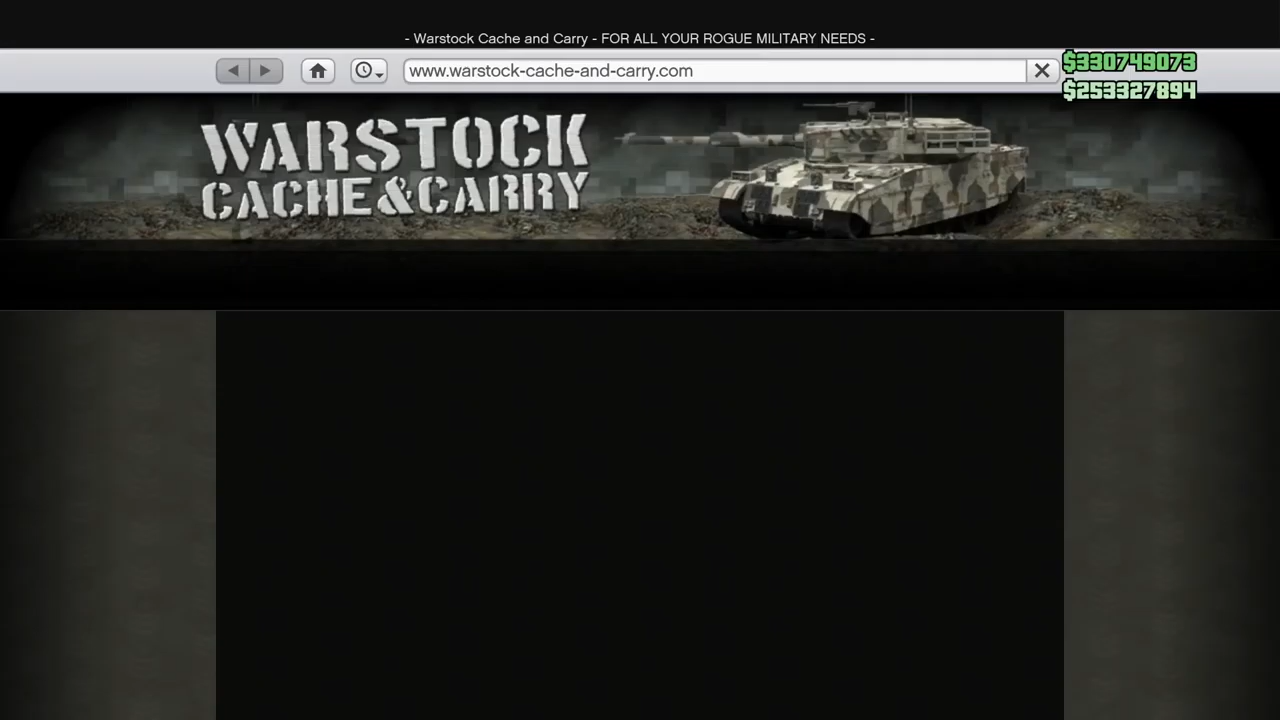 - Warstock Cache and Carry - FOR ALL YOUR ROGUE MILITARY NEEDS -
www.warstock-cache-and-carry.com
$330749073
$253327894
WARSTOCK
CACHE&CARRY